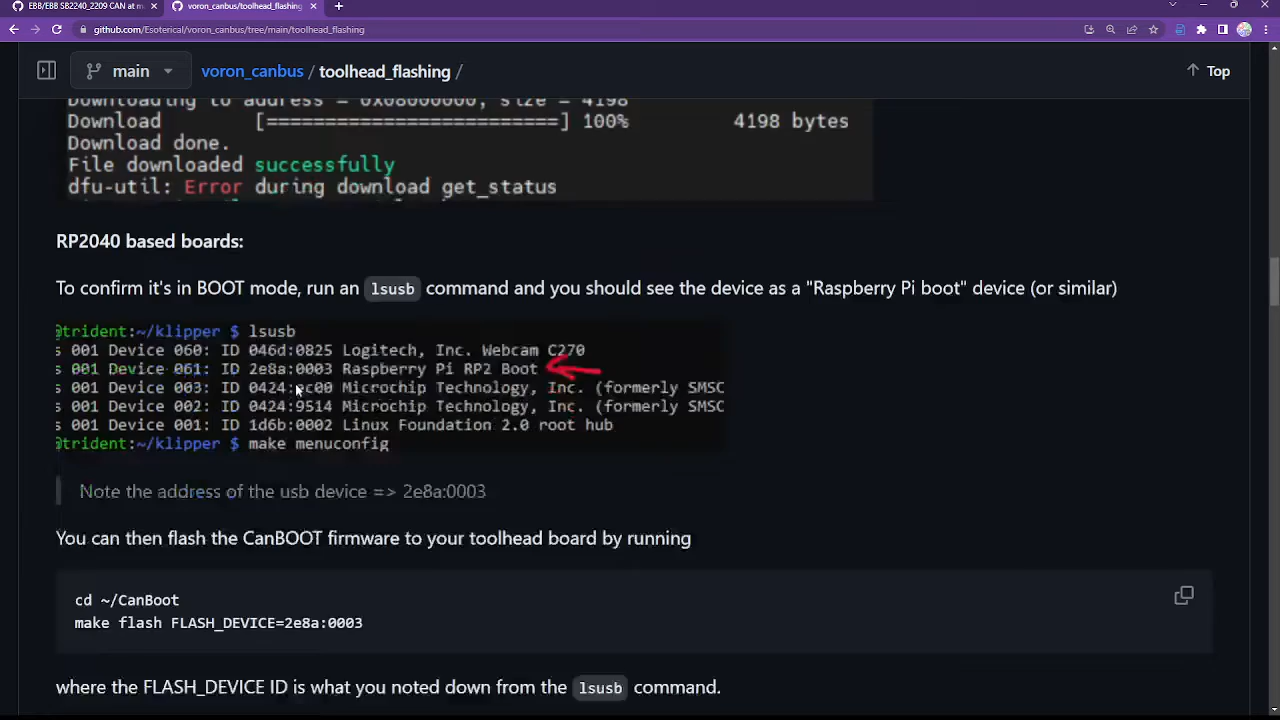 EBB/EBB SB2240_2209 CAN at m
voron_canbus/toolhead_flashing
github.com/Esoterical/voron_canbus/tree/main/toolhead_flashing
main
voron_canbus / toolhead_flashing /
Top
Downloading to address = 0x08000000, size = 4198
Download [=========================] 100% 4198 bytes
Download done.
File downloaded successfully
dfu-util: Error during download get_status
RP2040 based boards:
To confirm it's in BOOT mode, run an lsusb command and you should see the device as a "Raspberry Pi boot" device (or similar)
@trident:~/klipper $ lsusb
s 001 Device 060: ID 046d:0825 Logitech, Inc. Webcam C270
s 001 Device 061: ID 2e8a:0003 Raspberry Pi RP2 Boot
s 001 Device 003: ID 0424:ec00 Microchip Technology, Inc. (formerly SMSC
s 001 Device 002: ID 0424:9514 Microchip Technology, Inc. (formerly SMSC
s 001 Device 001: ID 1d6b:0002 Linux Foundation 2.0 root hub
@trident:~/klipper $ make menuconfig
Note the address of the usb device => 2e8a:0003
You can then flash the CanBOOT firmware to your toolhead board by running
cd ~/CanBoot
make flash FLASH_DEVICE=2e8a:0003
where the FLASH_DEVICE ID is what you noted down from the lsusb command.